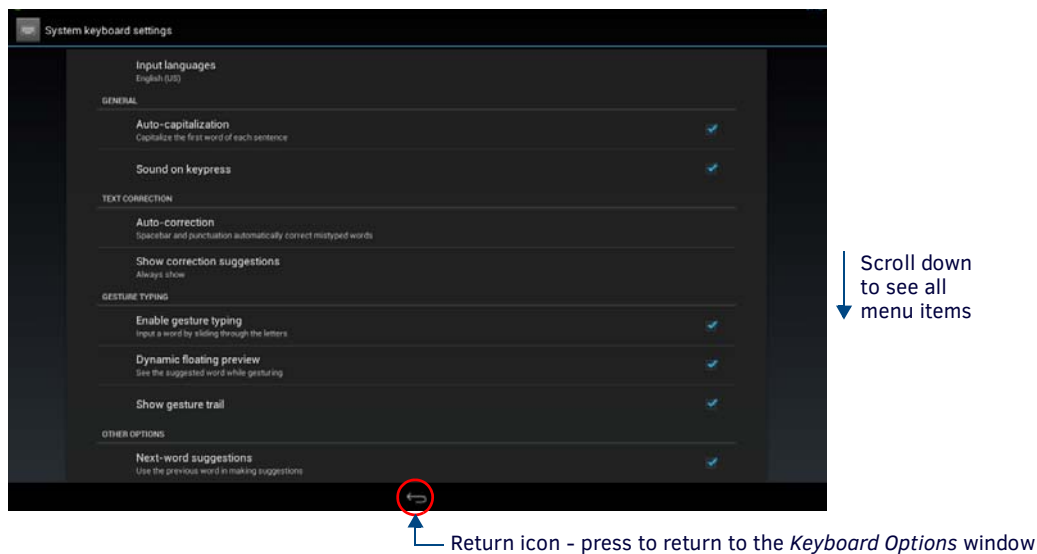 System keyboard settings
Input languages
English (US)
GENERAL
Auto-capitalization
Capitalize the first word of each sentence
Sound on keypress
TEXT CORRECTION
Auto-correction
Spacebar and punctuation automatically correct mistyped words
Show correction suggestions
Always show
GESTURE TYPING
Enable gesture typing
Input a word by sliding through the letters
Dynamic floating preview
See the suggested word while gesturing
Show gesture trail
OTHER OPTIONS
Next-word suggestions
Use the previous word in making suggestions
Scroll down
to see all
menu items
Return icon - press to return to the Keyboard Options window